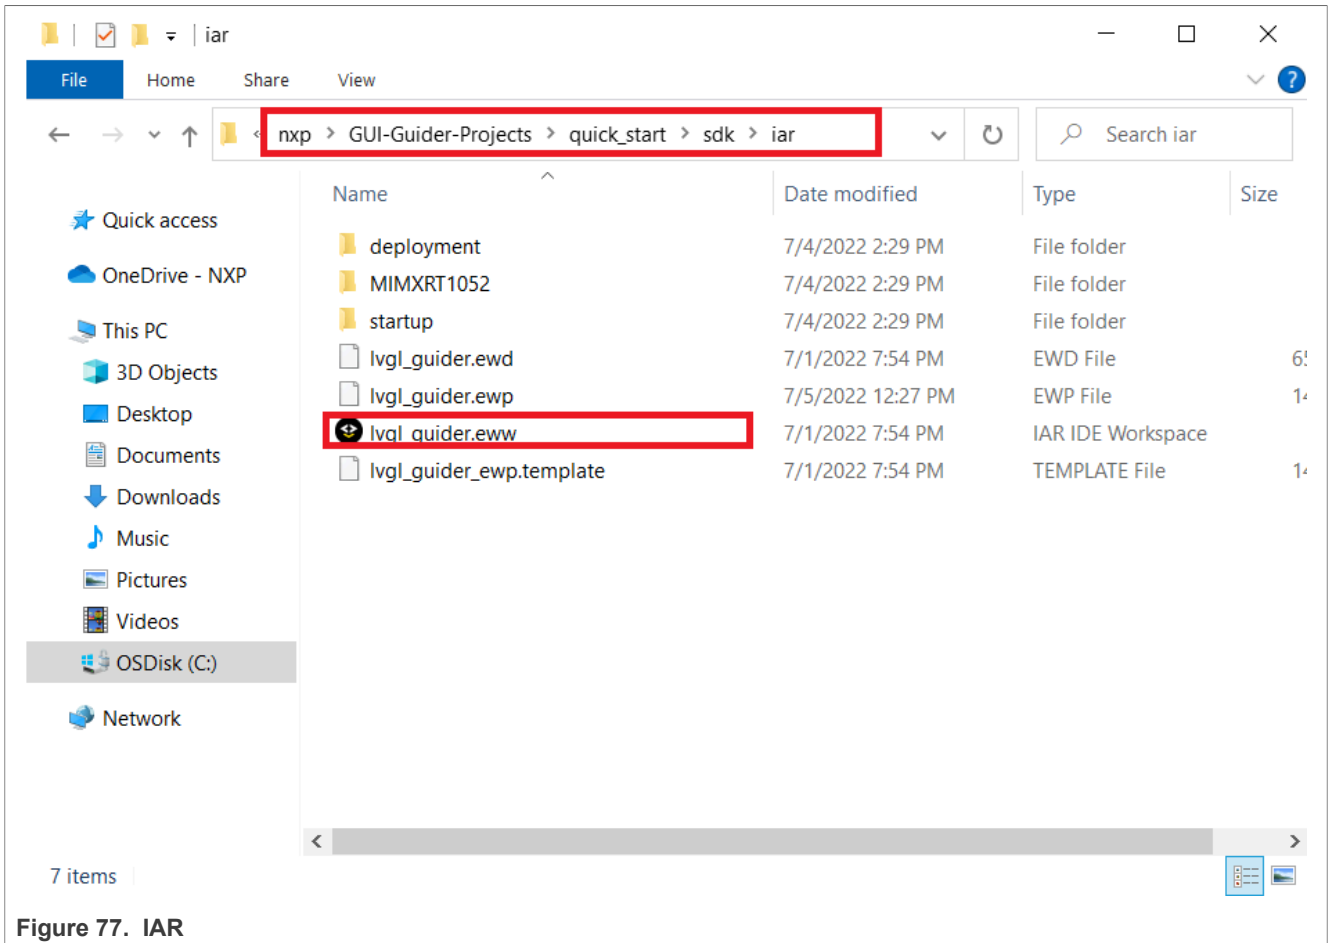 iar
File Home Share View
« nxp > GUI-Guider-Projects > quick_start > sdk > iar Search iar
Name Date modified Type Size
Quick access
OneDrive - NXP
This PC
3D Objects
Desktop
Documents
Downloads
Music
Pictures
Videos
OSDisk (C:)
Network
deployment 7/4/2022 2:29 PM File folder
MIMXRT1052 7/4/2022 2:29 PM File folder
startup 7/4/2022 2:29 PM File folder
lvgl_guider.ewd 7/1/2022 7:54 PM EWD File
lvgl_guider.ewp 7/5/2022 12:27 PM EWP File
lvgl_guider.eww 7/1/2022 7:54 PM IAR IDE Workspace
lvgl_guider_ewp.template 7/1/2022 7:54 PM TEMPLATE File
7 items
Figure 77. IAR